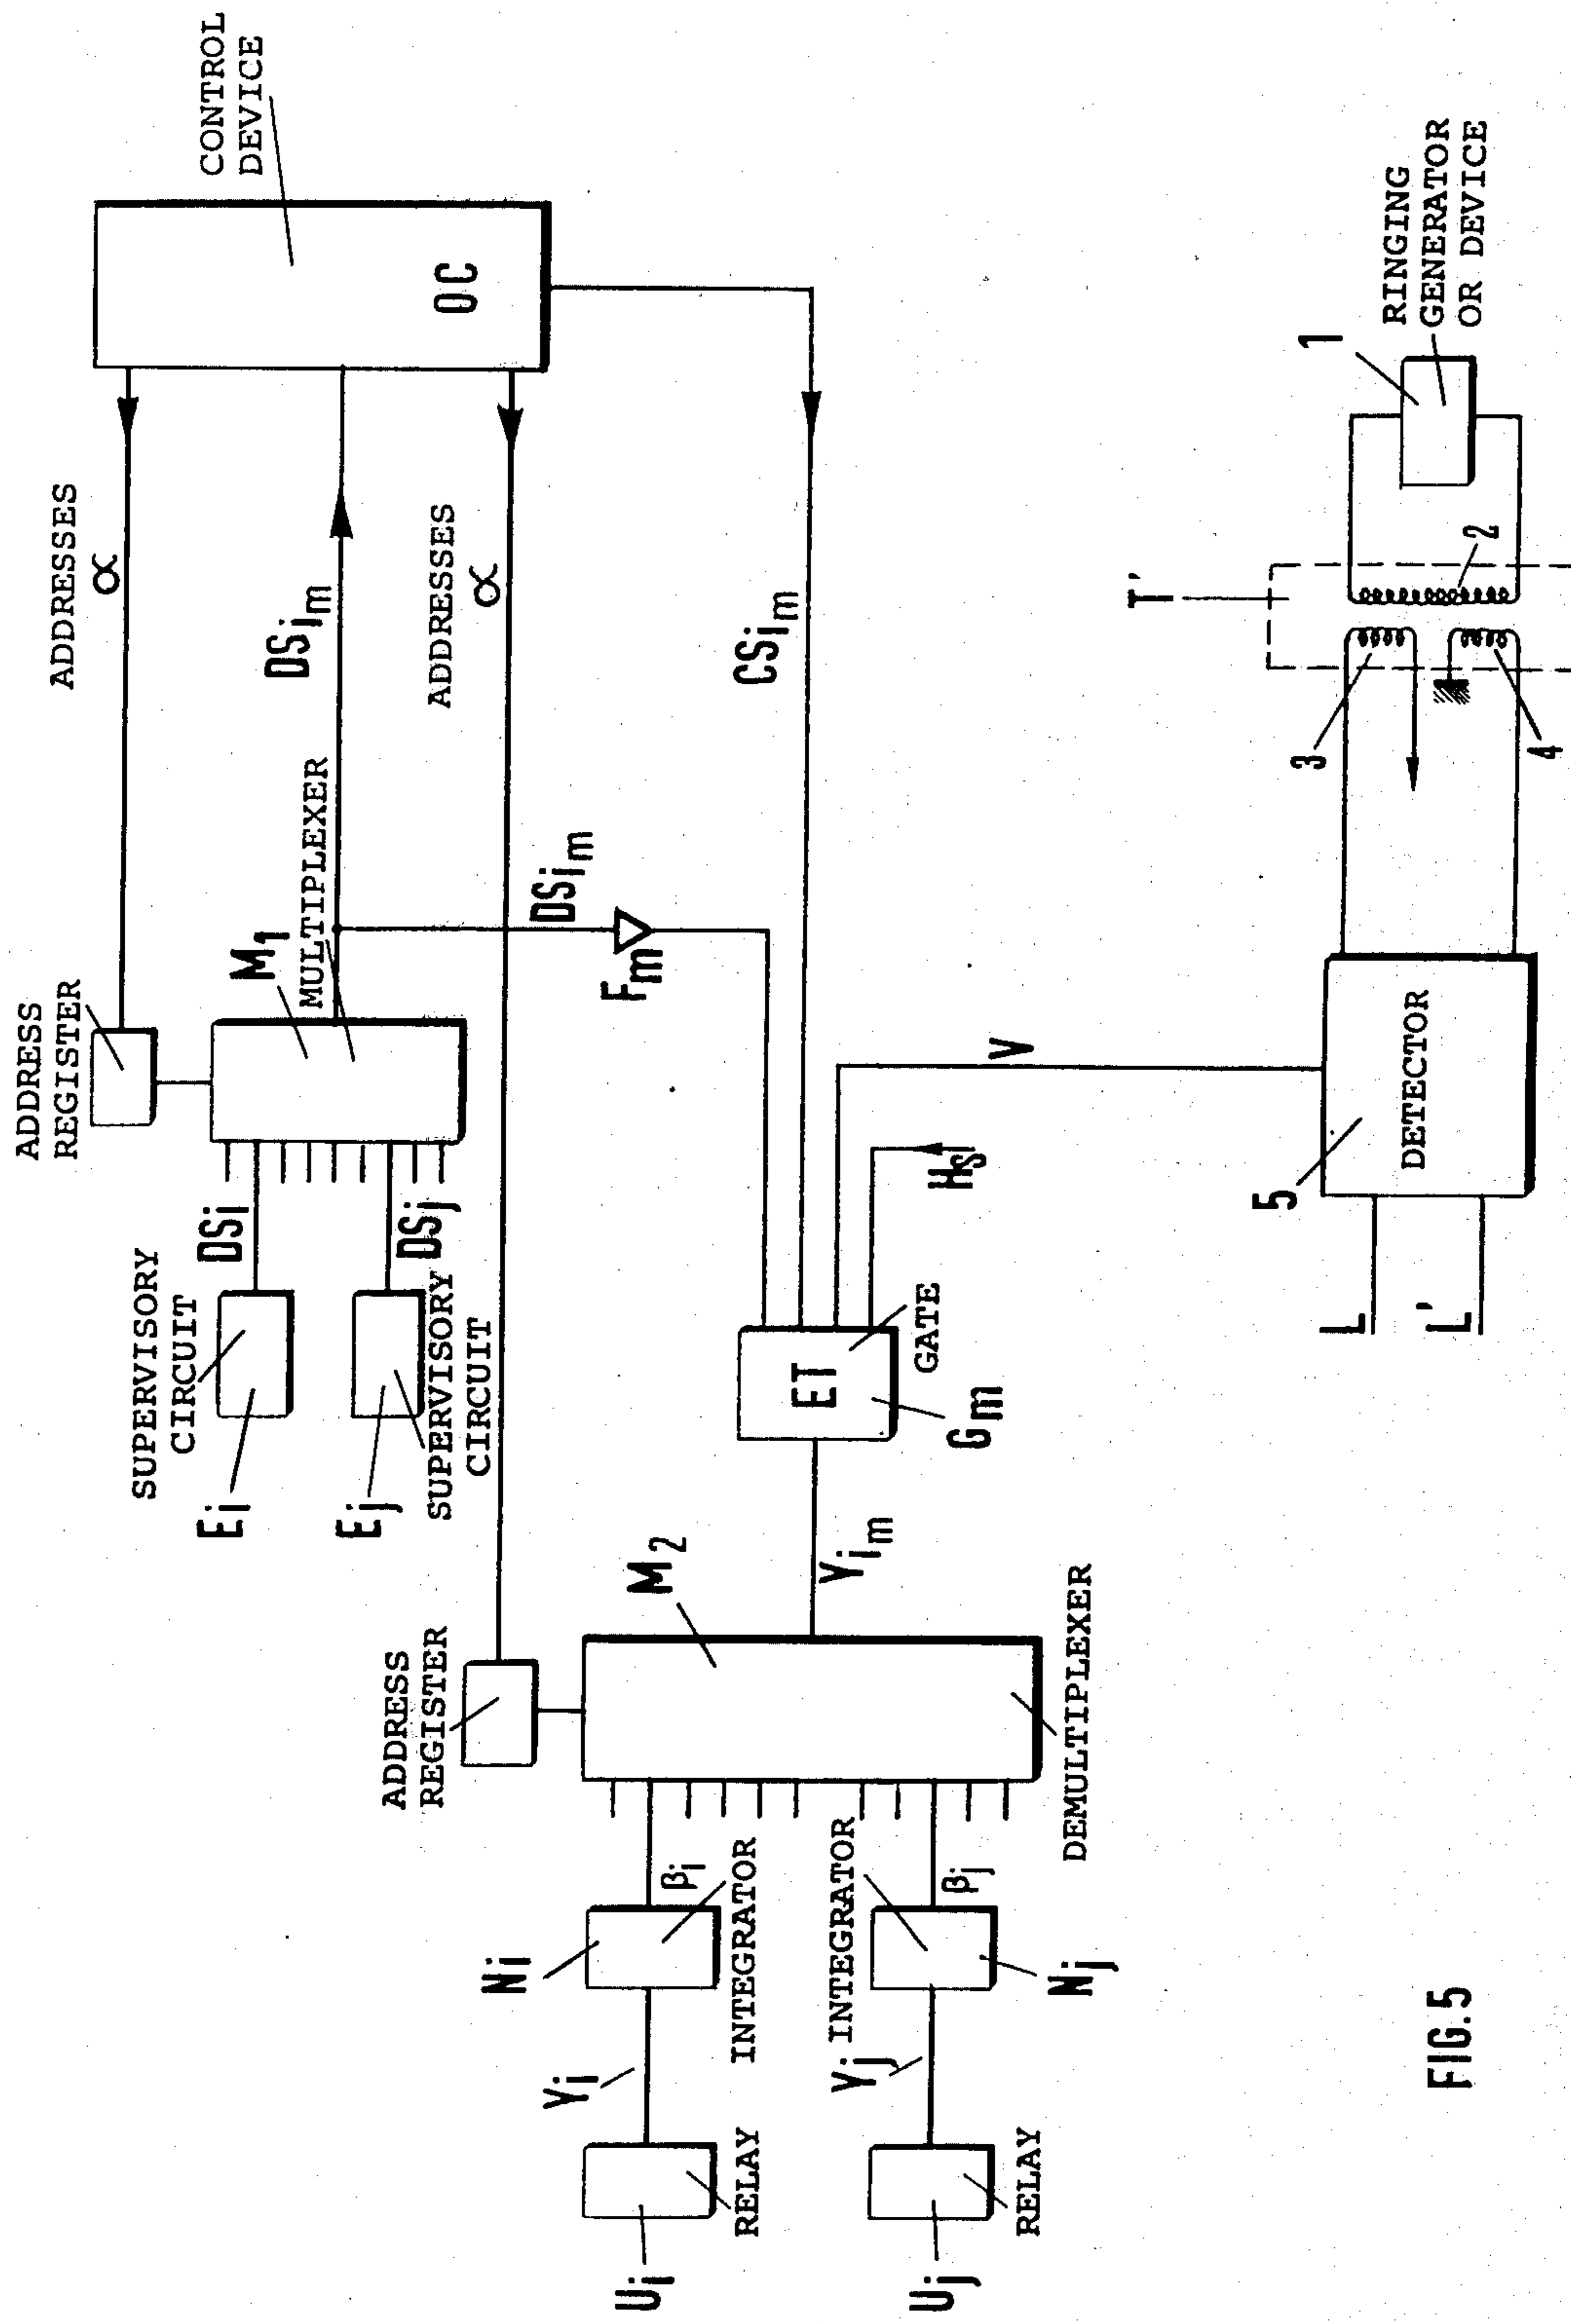 CONTROL
DEVICE
OC
ADDRESSES
α
DSim
ADDRESSES
α
CSim
ADDRESS
REGISTER
M1
MULTIPLEXER
DSim
Fm
SUPERVISORY
CIRCUIT
DSi
Ei
DSj
Ej
SUPERVISORY
CIRCUIT
V
Hs
ET
GATE
Gm
Yim
M2
ADDRESS
REGISTER
DEMULTIPLEXER
βi
INTEGRATOR
Ni
Yi
RELAY
Ui
βj
INTEGRATOR
Nj
Yj
RELAY
Uj
RINGING
GENERATOR
OR DEVICE
1
T'
2
3
4
5
DETECTOR
L
L'
FIG.5